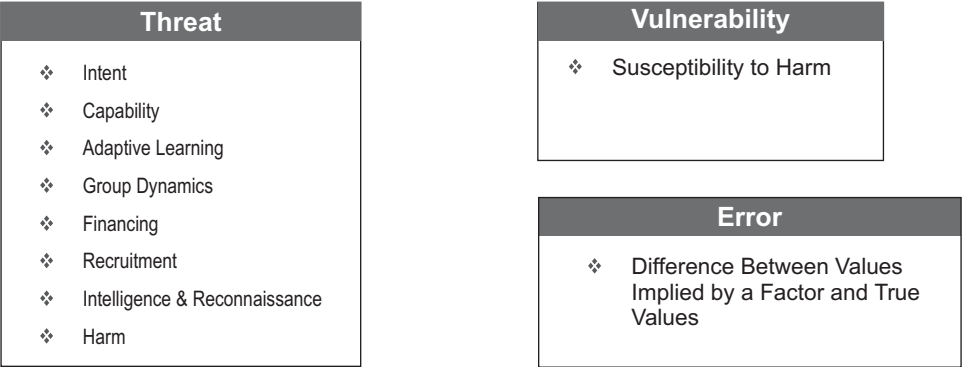 Threat
❖ Intent
❖ Capability
❖ Adaptive Learning
❖ Group Dynamics
❖ Financing
❖ Recruitment
❖ Intelligence & Reconnaissance
❖ Harm
Vulnerability
❖ Susceptibility to Harm
Error
❖ Difference Between Values
Implied by a Factor and True
Values